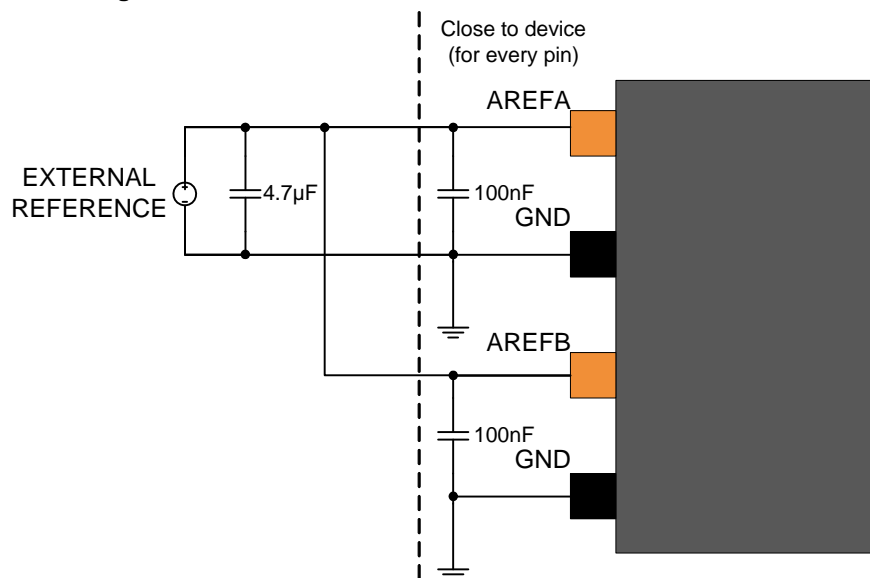 Close to device
(for every pin)
AREFA
EXTERNAL
REFERENCE
4.7µF
100nF
GND
AREFB
100nF
GND